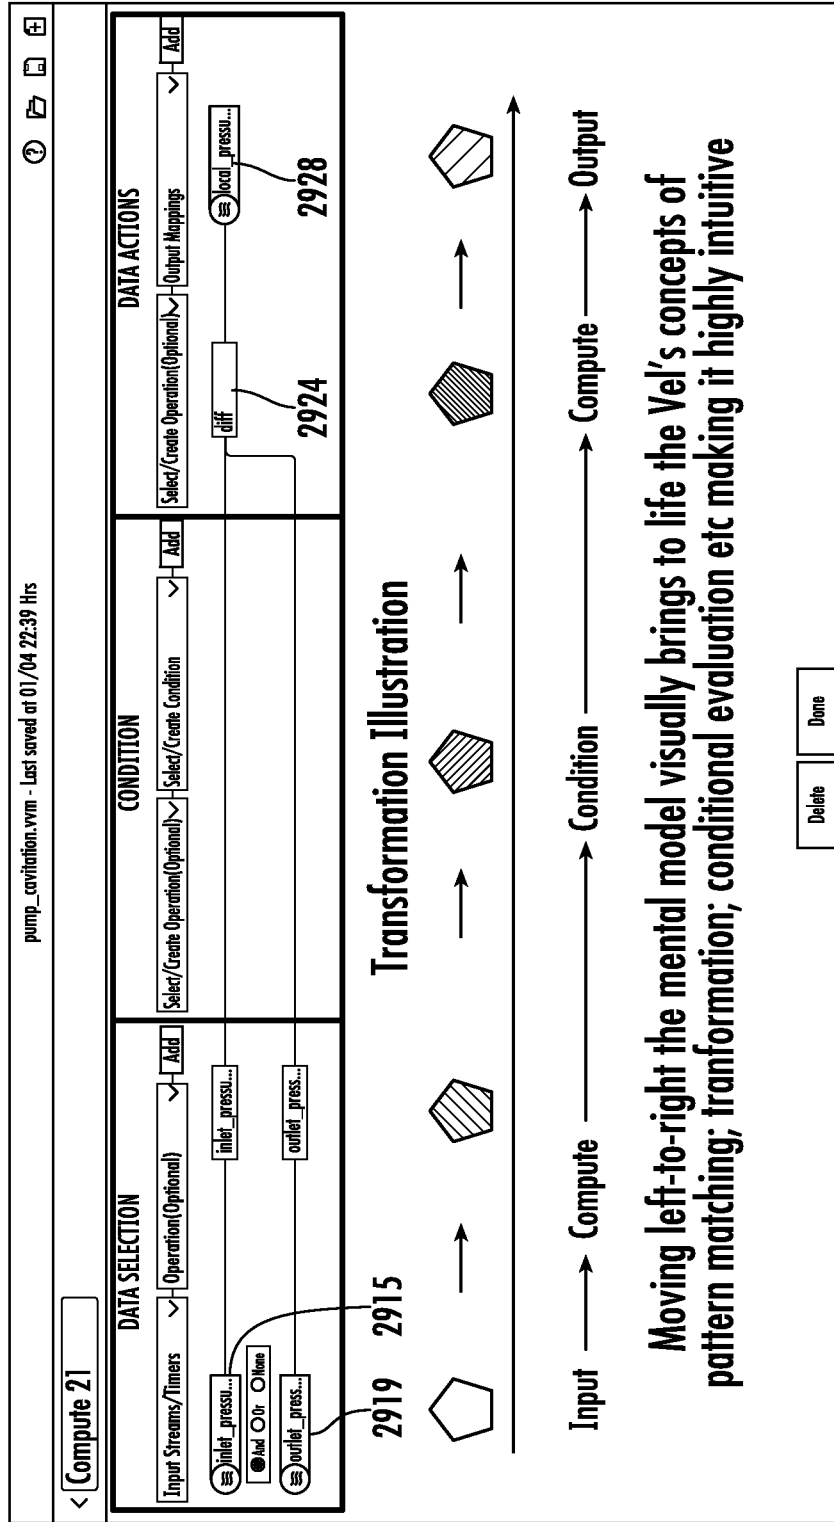 pump_cavitation.vvm - Last saved at 01/04 22:39 Hrs
?
< Compute 21
DATA SELECTION
CONDITION
DATA ACTIONS
Input Streams/Timers
Operation(Optional)
Add
Select/Create Operation(Optional)
Select/Create Condition
Add
Select/Create Operation(Optional)
Output Mappings
Add
inlet_pressu...
inlet_pressu...
diff
local_pressu...
And Or None
outlet_press...
outlet_press...
2919
2915
2924
2928
Transformation Illustration
Input Compute Condition Compute Output
Moving left-to-right the mental model visually brings to life the Vel's concepts of
pattern matching; tranformation; conditional evaluation etc making it highly intuitive
Delete
Done